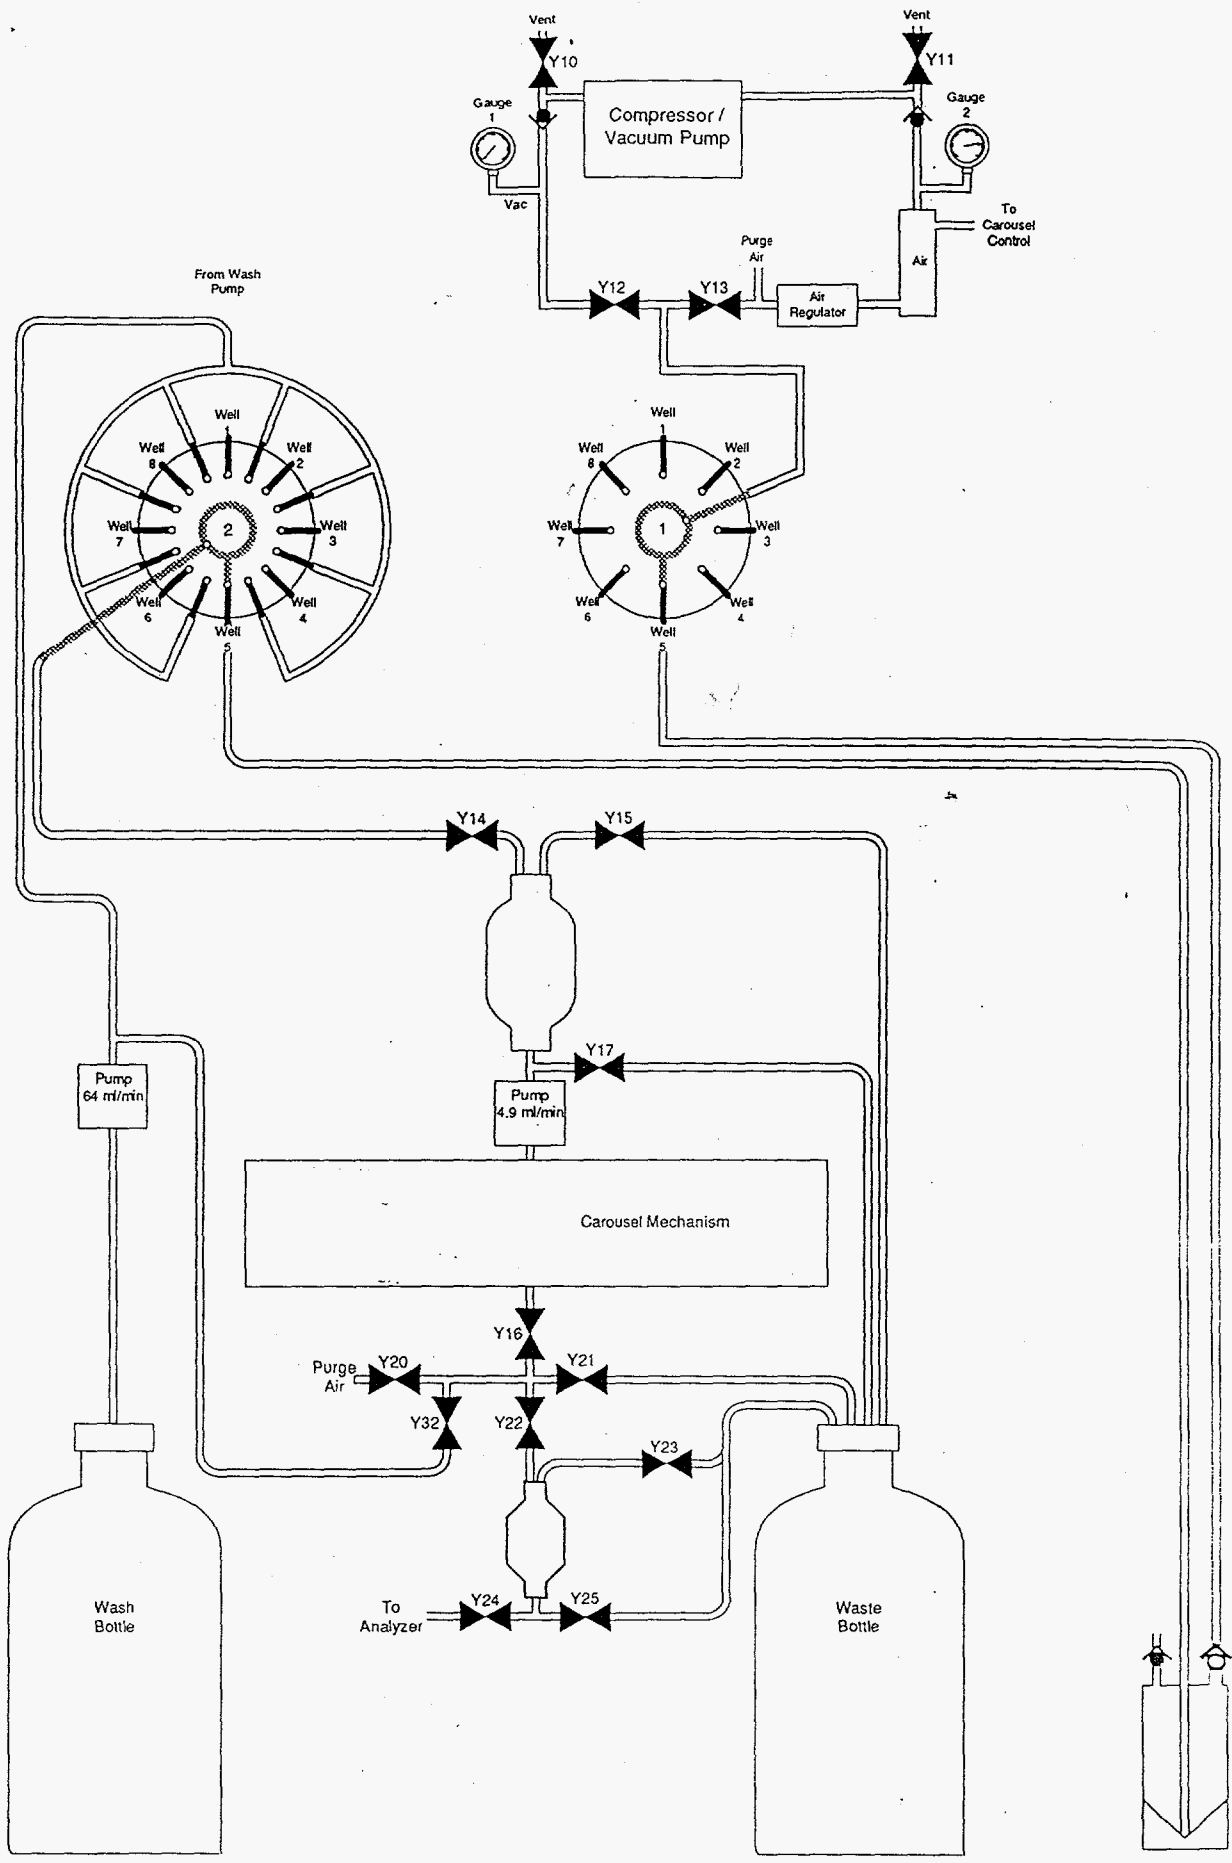 Vent
Vent
Y10
Y11
Gauge
1
Compressor /
Vacuum Pump
Gauge
2
Vac
To
Carousel
Control
Purge
Air
Air
From Wash
Pump
Y12
Y13
Air
Regulator
Well
1
Well
2
Well
3
Well
4
Well
5
Well
6
Well
7
Well
8
2
Well
1
Well
2
Well
3
Well
4
Well
5
Well
6
Well
7
Well
8
1
Y14
Y15
Y17
Pump
64 ml/min
Pump
4.9 ml/min
Carousel Mechanism
Y16
Purge
Air
Y20
Y21
Y32
Y22
Y23
Wash
Bottle
To
Analyzer
Y24
Y25
Waste
Bottle